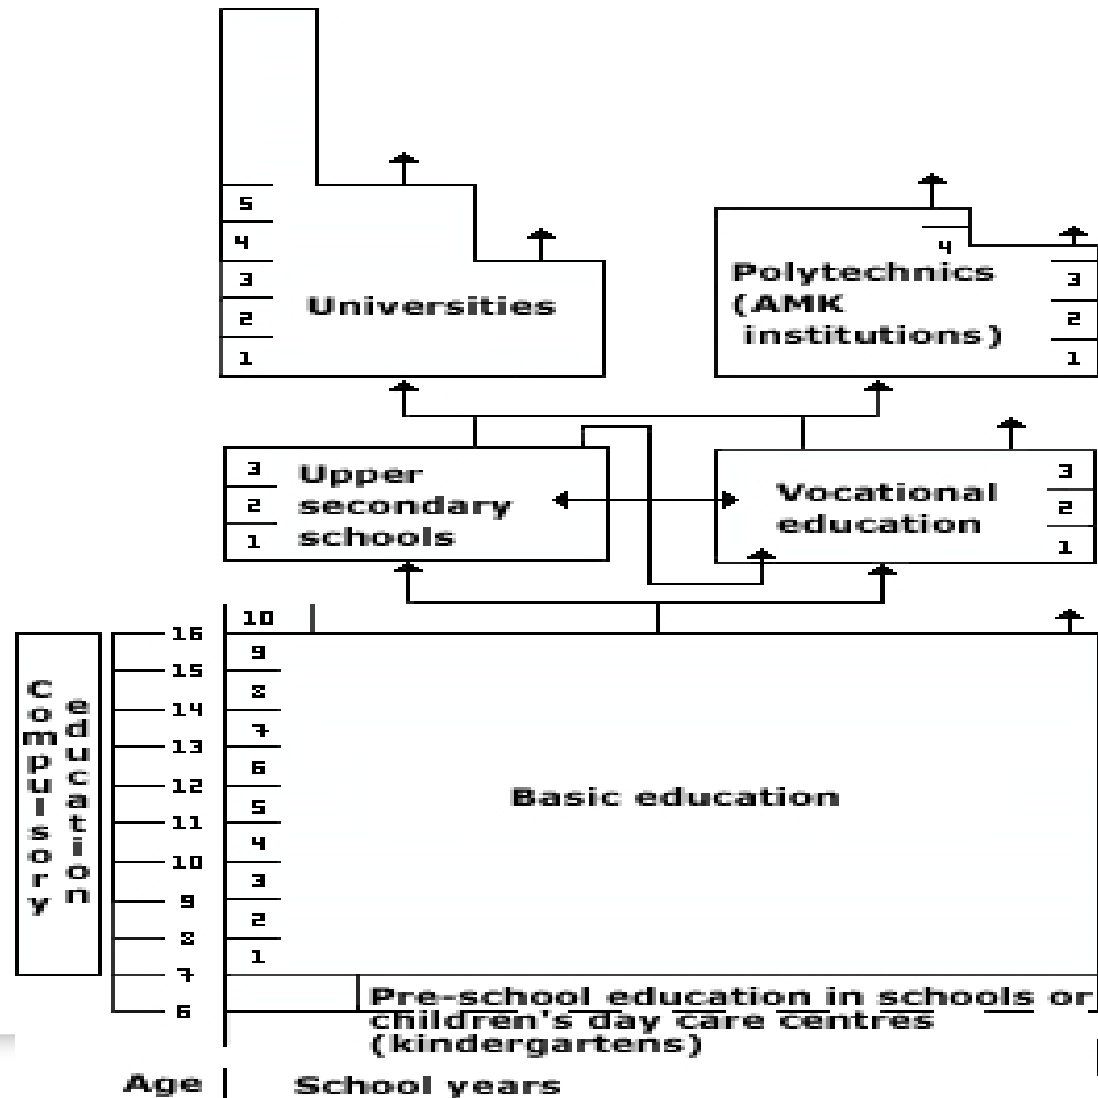 5
4
3
2
1
Universities
4
Polytechnics
(AMK
institutions)
3
2
1
3
2
1
Upper
secondary
schools
Vocational
education
3
2
1
Compulsory
education
16
15
14
13
12
11
10
9
8
7
6
10
9
8
7
6
5
4
3
2
1
Basic education
Pre-school education in schools or
children's day care centres
(kindergartens)
Age
School years